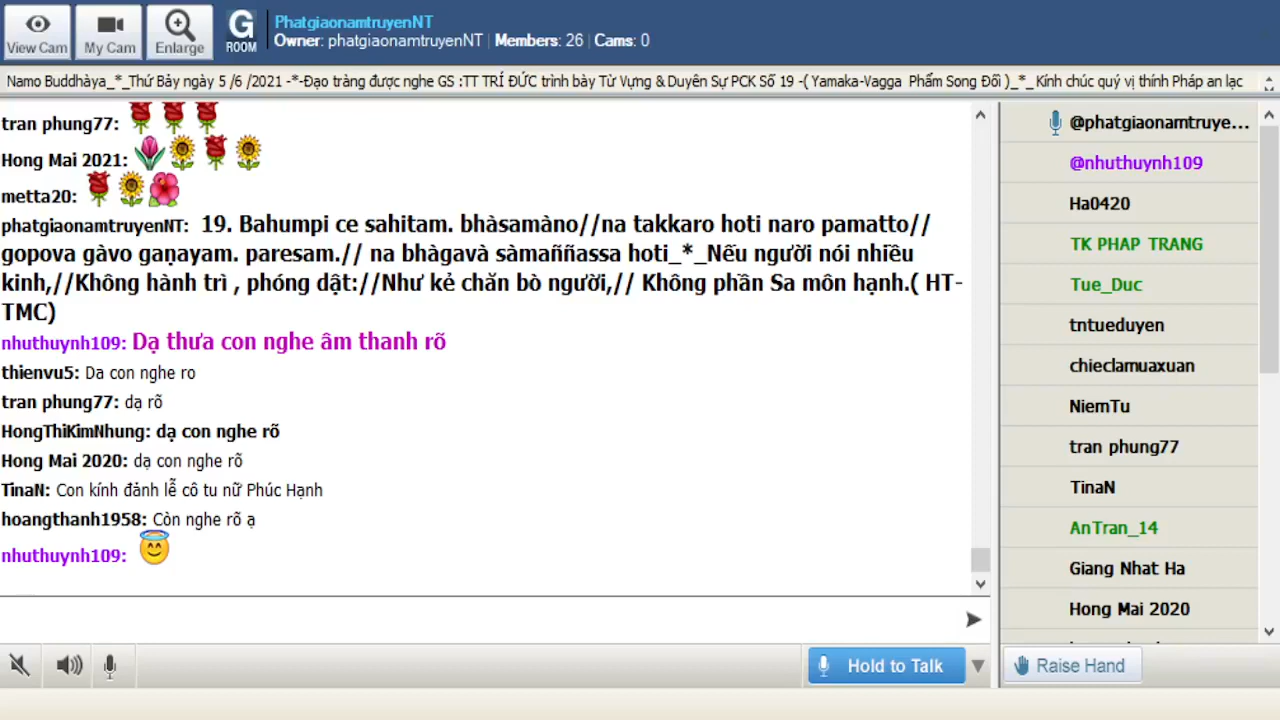 View Cam
My Cam
Enlarge
G
ROOM
PhatgiaonamtruyenNT
Owner: phatgiaonamtruyenNT | Members: 26 | Cams: 0
Namo Buddhàya_*_Thứ Bảy ngày 5 /6 /2021 -*-Đạo tràng được nghe GS :TT TRÍ ĐỨC trình bày Từ Vựng & Duyên Sự PCK Số 19 -( Yamaka-Vagga Phẩm Song Đối )_*_ Kính chúc quý vị thính Pháp an lạc
tran phung77:
Hong Mai 2021:
metta20:
phatgiaonamtruyenNT: 19. Bahumpi ce sahitam. bhàsamàno//na takkaro hoti naro pamatto//
gopova gàvo gaṇayam. paresam.// na bhàgavà sàmaññassa hoti_*_Nếu người nói nhiều
kinh,//Không hành trì , phóng dật://Như kẻ chăn bò người,// Không phần Sa môn hạnh.( HT-
TMC)
nhuthuynh109: Dạ thưa con nghe âm thanh rõ
thienvu5: Da con nghe ro
tran phung77: dạ rõ
HongThiKimNhung: dạ con nghe rõ
Hong Mai 2020: dạ con nghe rõ
TinaN: Con kính đảnh lễ cô tu nữ Phúc Hạnh
hoangthanh1958: Còn nghe rõ ạ
nhuthuynh109:
Hold to Talk
@phatgiaonamtruye...
@nhuthuynh109
Ha0420
TK PHAP TRANG
Tue_Duc
tntueduyen
chieclamuaxuan
NiemTu
tran phung77
TinaN
AnTran_14
Giang Nhat Ha
Hong Mai 2020
Raise Hand